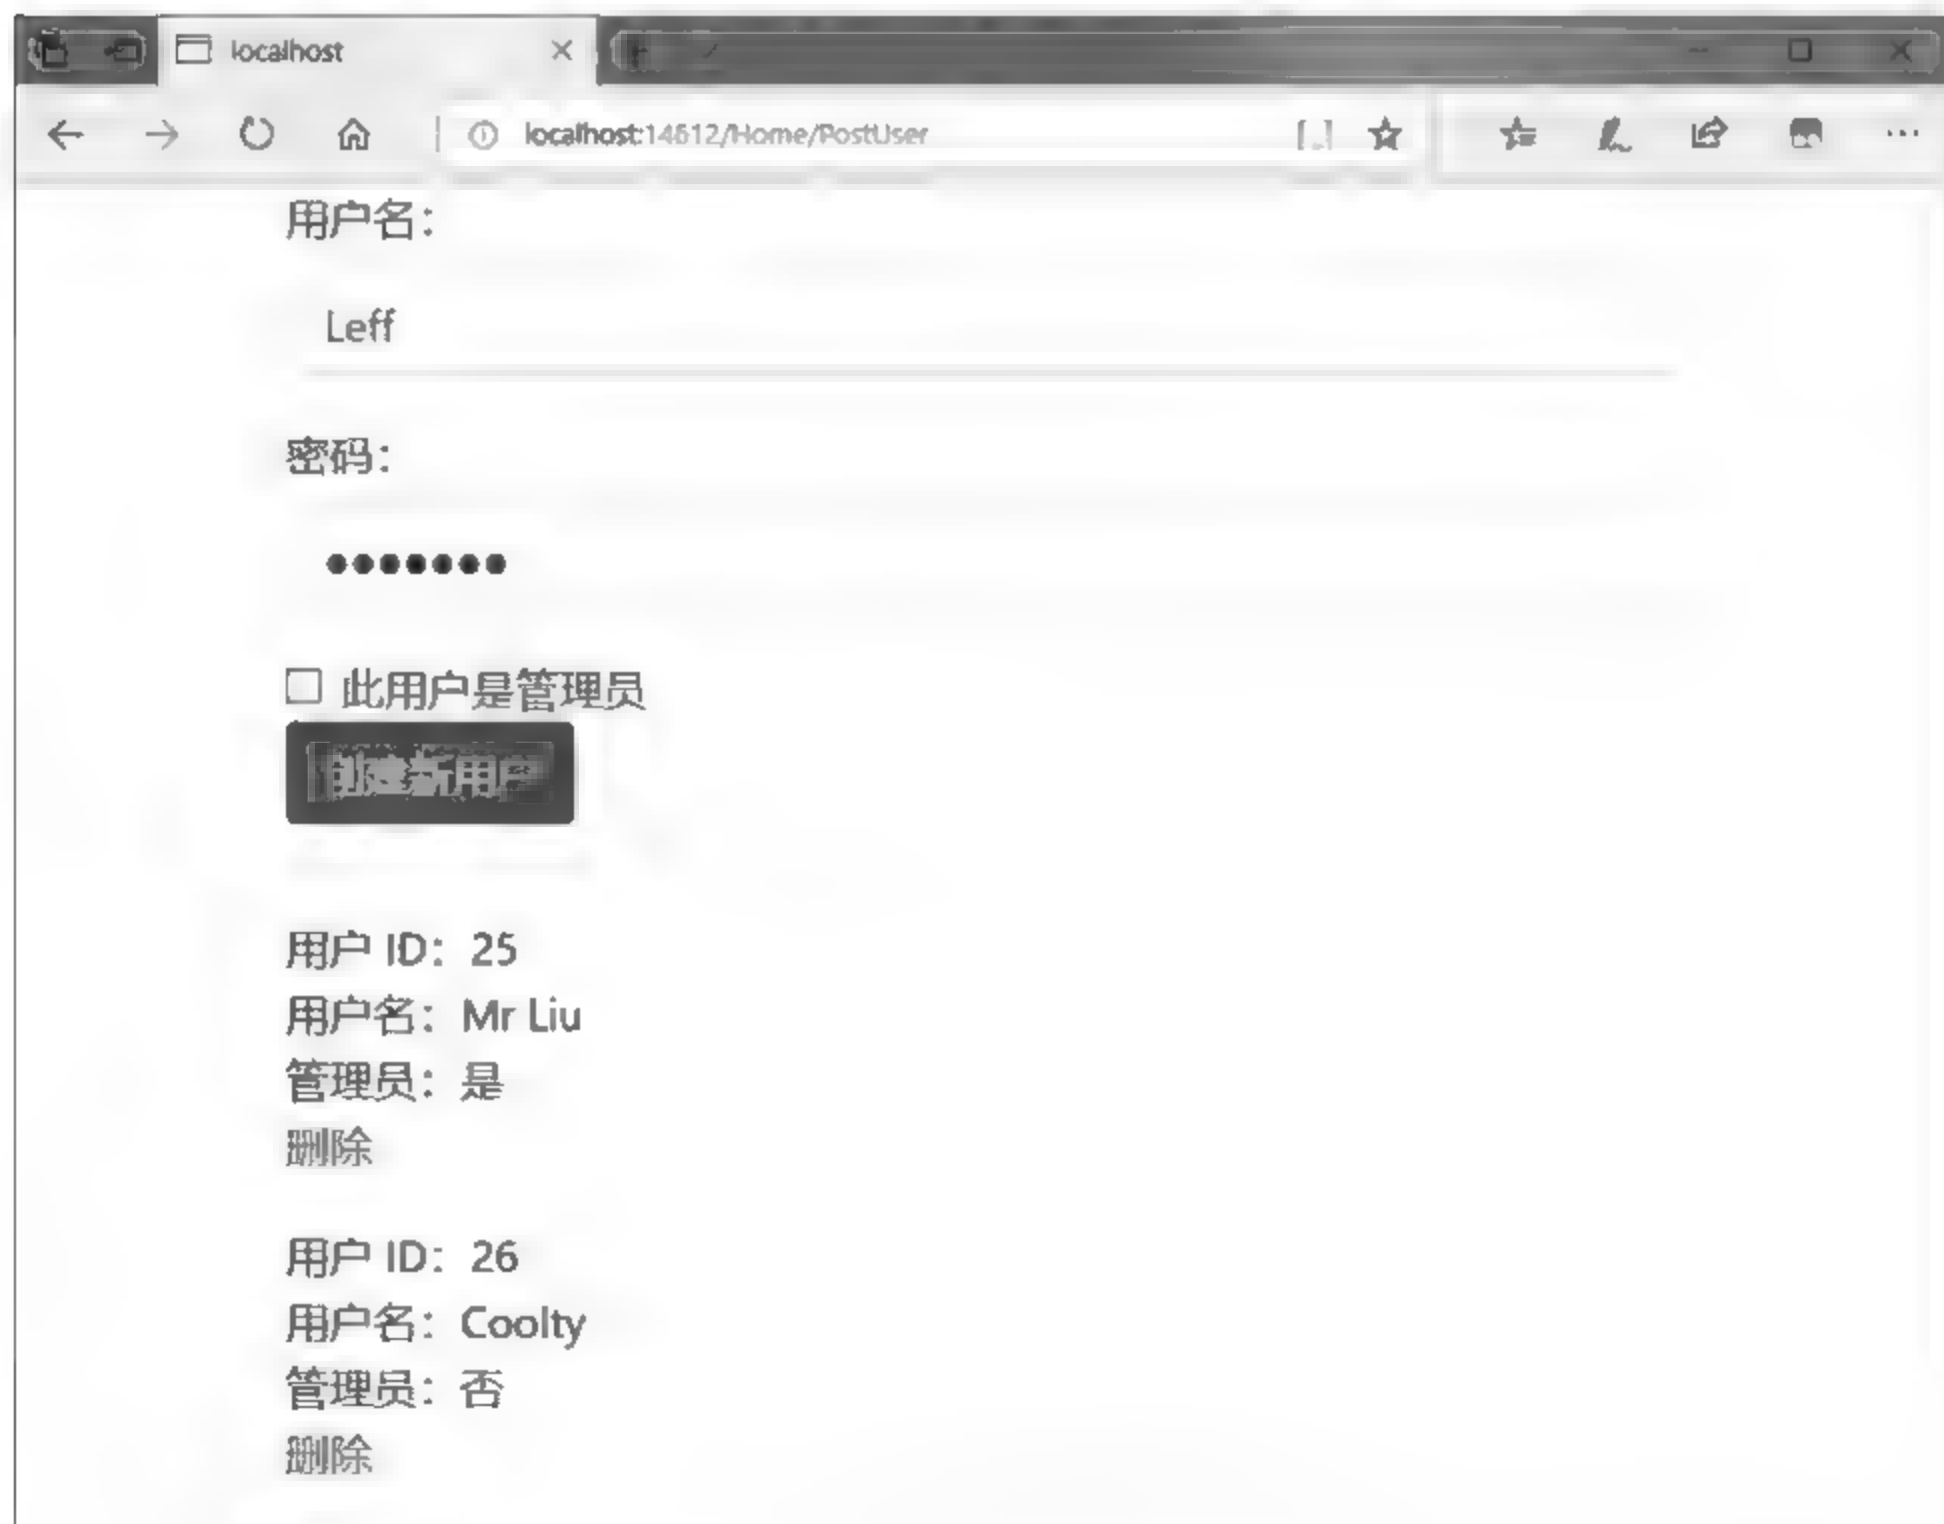 localhost
localhost:14612/Home/PostUser
用户名：
Leff
密码：
•••••••
此用户是管理员
创建新用户
用户 ID：25
用户名：Mr Liu
管理员：是
删除
用户 ID：26
用户名：Coolty
管理员：否
删除